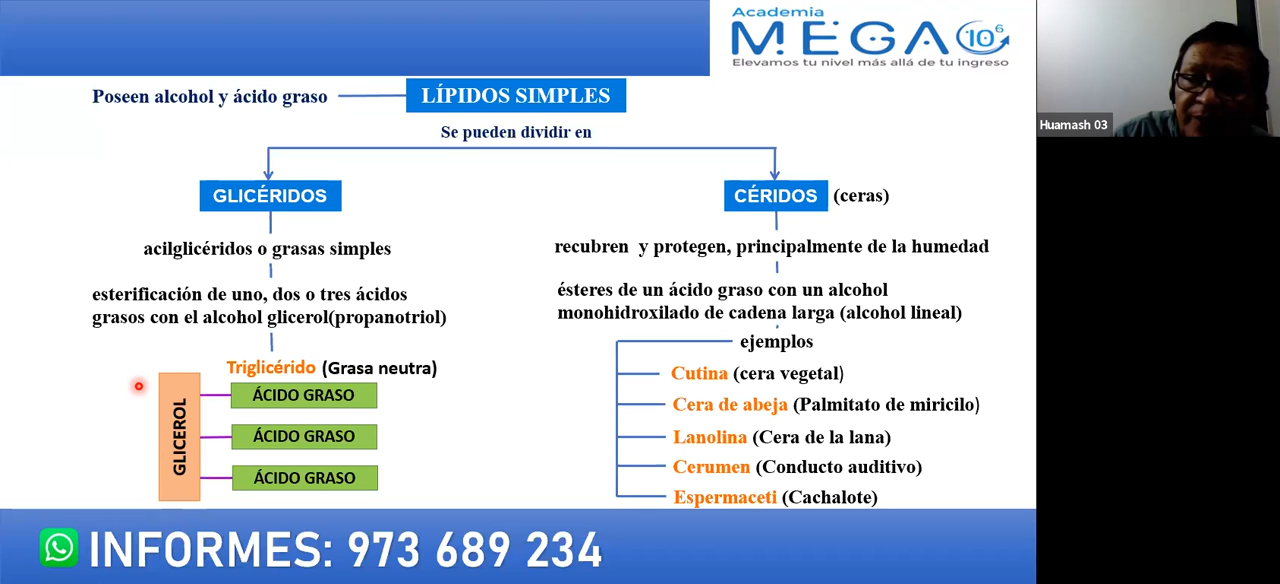 Academia
MEGA 10⁶
Elevamos tu nivel más allá de tu ingreso
Huamash 03
Poseen alcohol y ácido graso
LÍPIDOS SIMPLES
Se pueden dividir en
GLICÉRIDOS
acilglicéridos o grasas simples
esterificación de uno, dos o tres ácidos
grasos con el alcohol glicerol(propanotriol)
Triglicérido (Grasa neutra)
GLICEROL
ÁCIDO GRASO
ÁCIDO GRASO
ÁCIDO GRASO
CÉRIDOS (ceras)
recubren y protegen, principalmente de la humedad
ésteres de un ácido graso con un alcohol
monohidroxilado de cadena larga (alcohol lineal)
ejemplos
Cutina (cera vegetal)
Cera de abeja (Palmitato de miricilo)
Lanolina (Cera de la lana)
Cerumen (Conducto auditivo)
Espermaceti (Cachalote)
INFORMES: 973 689 234